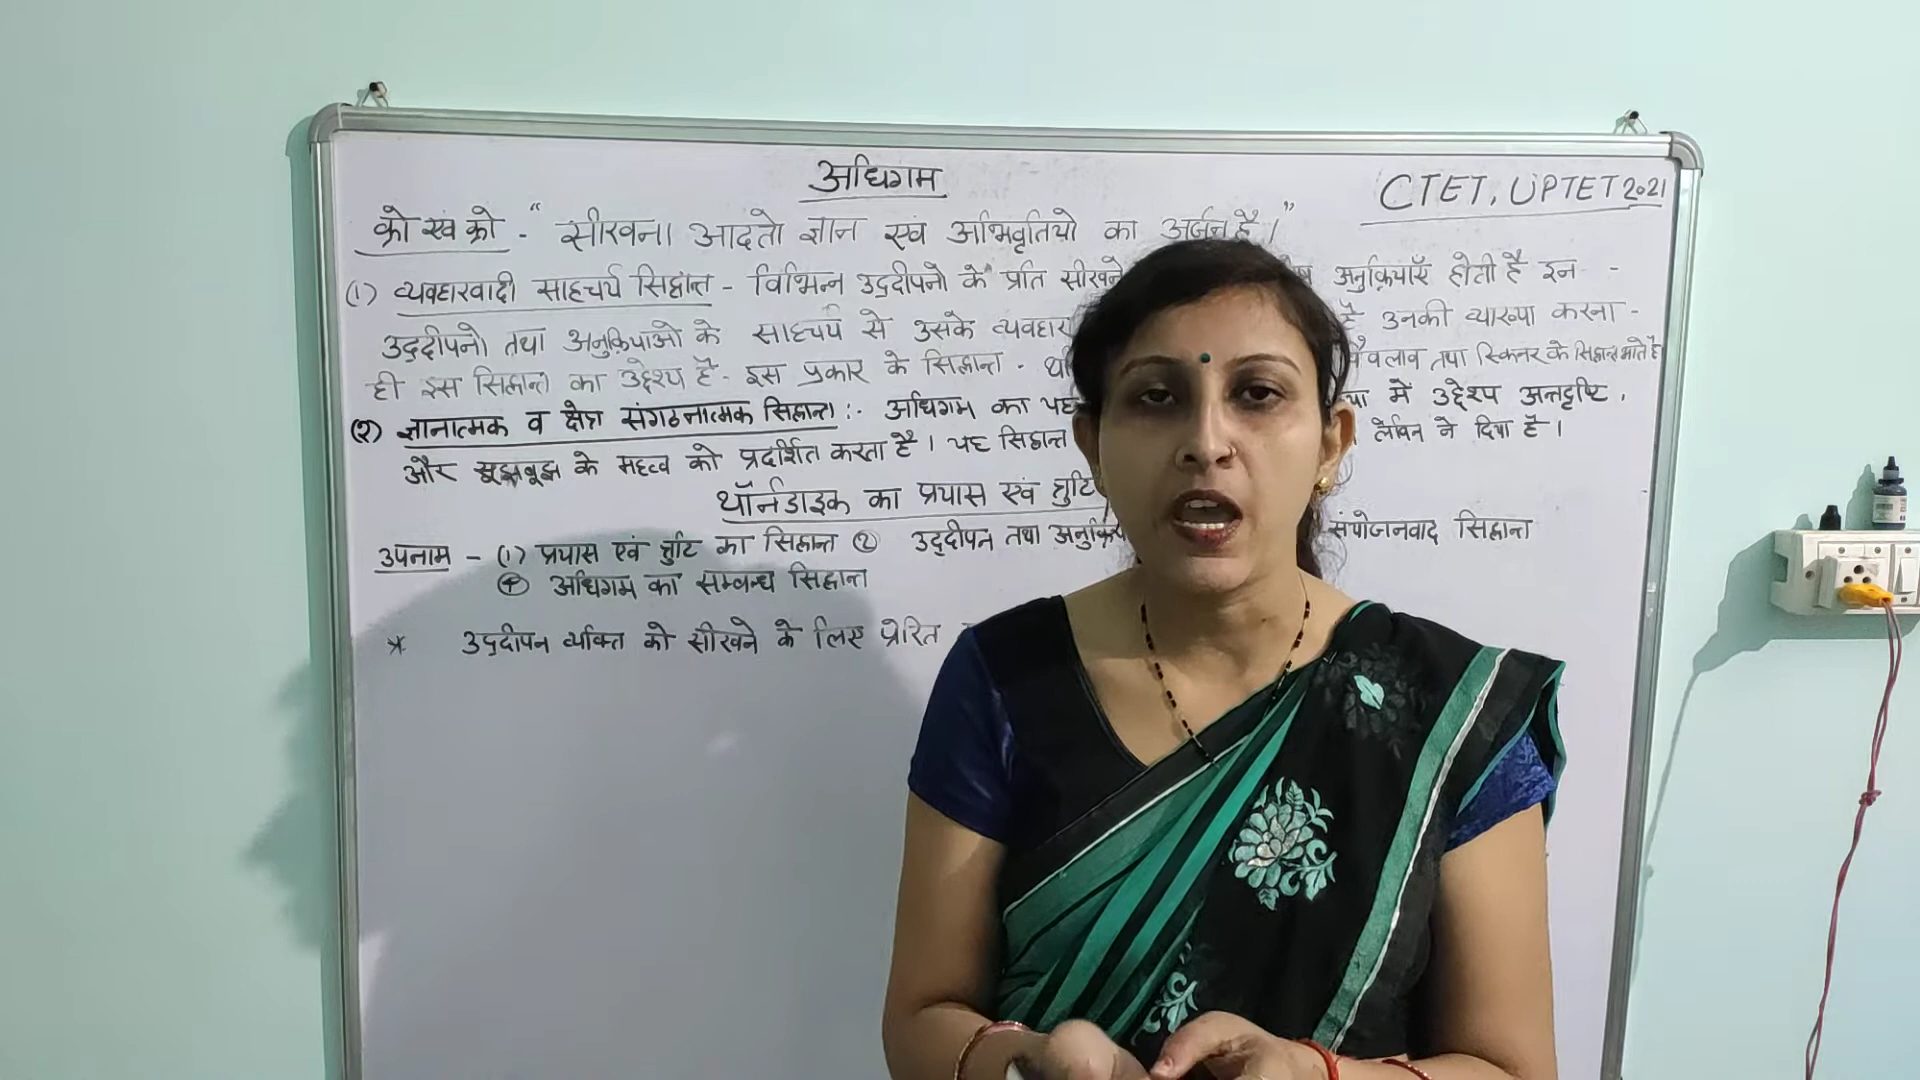 अधिगम
CTET, UPTET 2021
क्रो एवं क्रो - "सीखना आदतो ज्ञान एवं अभिवृतियो का अर्जन है।"
(1) व्यवहारवादी साहचर्य सिद्धान्त - विभिन्न उद्‌दीपनो के प्रति सीखने अनुक्रियाएँ होती है इन -
उद्‌दीपनो तथा अनुक्रियाओ के साहचर्य से उसके व्यवहार है उनकी व्याख्या करना -
ही इस सिद्धान्त का उद्देश्य है - इस प्रकार के सिद्धान्त - तथा स्किनर के सिद्धान्त आते है
(२) ज्ञानात्मक व क्षेत्र संगठनात्मक सिद्धान्त :- अधिगम का यह में उद्देश्य अन्तदृष्टि,
और सूझबूझ के महत्व को प्रदर्शित करता है। यह सिद्धान्त लेविन ने दिया है।
थॉर्नडाइक का प्रयास एवं त्रुटि
उपनाम - (1) प्रयास एवं त्रुटि का सिद्धान्त ② उद्‌दीपन तथा संयोजनवाद सिद्धान्त
④ अधिगम का सम्बन्ध सिद्धान्त
* उद्‌दीपन व्यक्ति को सीखने के लिए प्रेरित